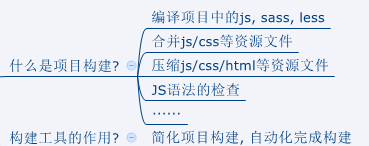 编译项目中的js, sass, less
合并js/css等资源文件
什么是项目构建?
压缩js/css/html等资源文件
JS语法的检查
······
构建工具的作用?
简化项目构建, 自动化完成构建